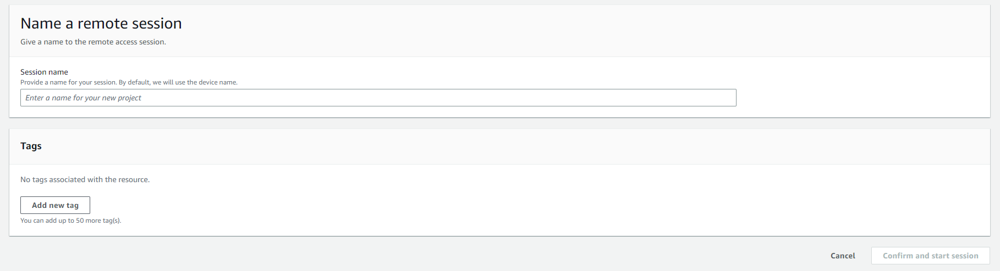 Name a remote session
Give a name to the remote access session.
Session name
Provide a name for your session. By default, we will use the device name.
Enter a name for your new project
Tags
No tags associated with the resource.
Add new tag
You can add up to 50 more tag(s).
Cancel
Confirm and start session